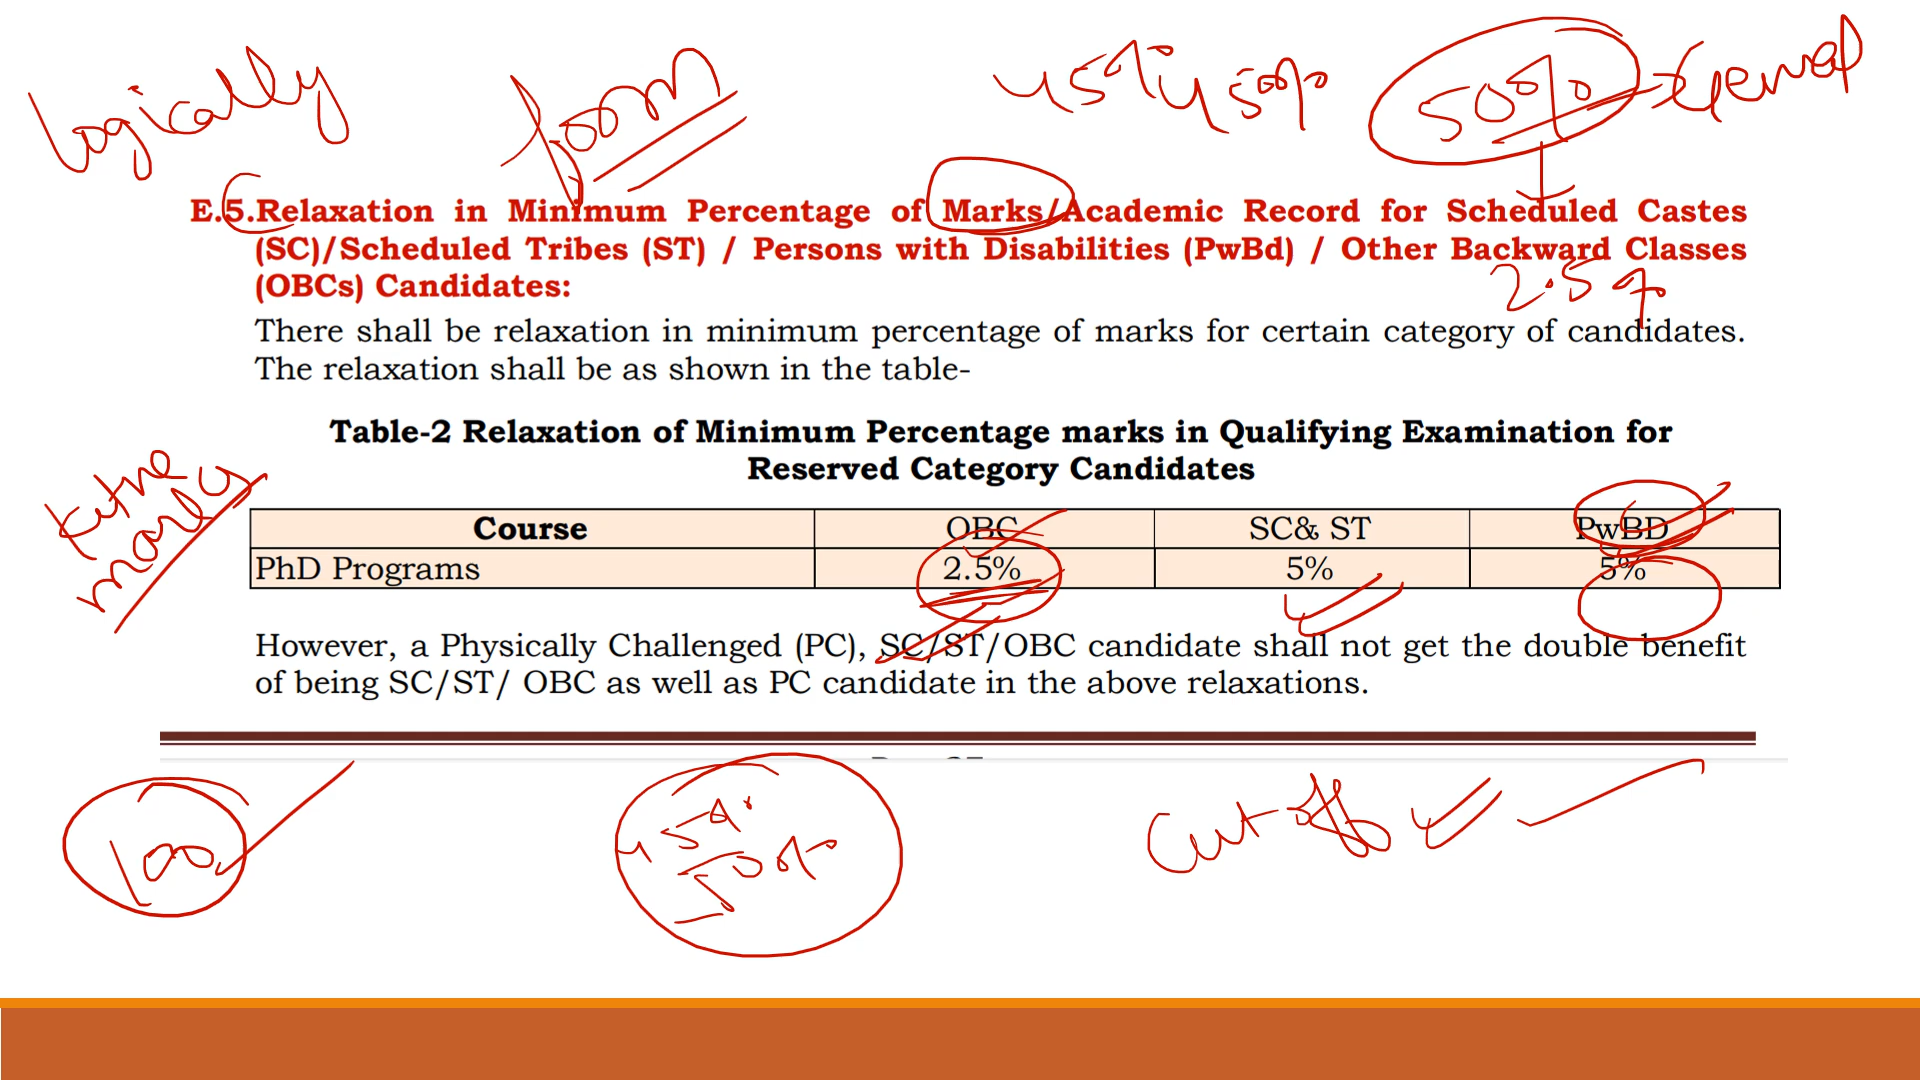 logically form 45% 50% 50% General
E.5.Relaxation in Minimum Percentage of Marks/Academic Record for Scheduled Castes
(SC)/Scheduled Tribes (ST) / Persons with Disabilities (PwBd) / Other Backward Classes
(OBCs) Candidates:
2.5%
There shall be relaxation in minimum percentage of marks for certain category of candidates.
The relaxation shall be as shown in the table-
Table-2 Relaxation of Minimum Percentage marks in Qualifying Examination for
Reserved Category Candidates
kitne
marks
Course OBC SC& ST PwBD
PhD Programs 2.5% 5% 5%
However, a Physically Challenged (PC), SC/ST/OBC candidate shall not get the double benefit
of being SC/ST/ OBC as well as PC candidate in the above relaxations.
100 45% cut-off
50%